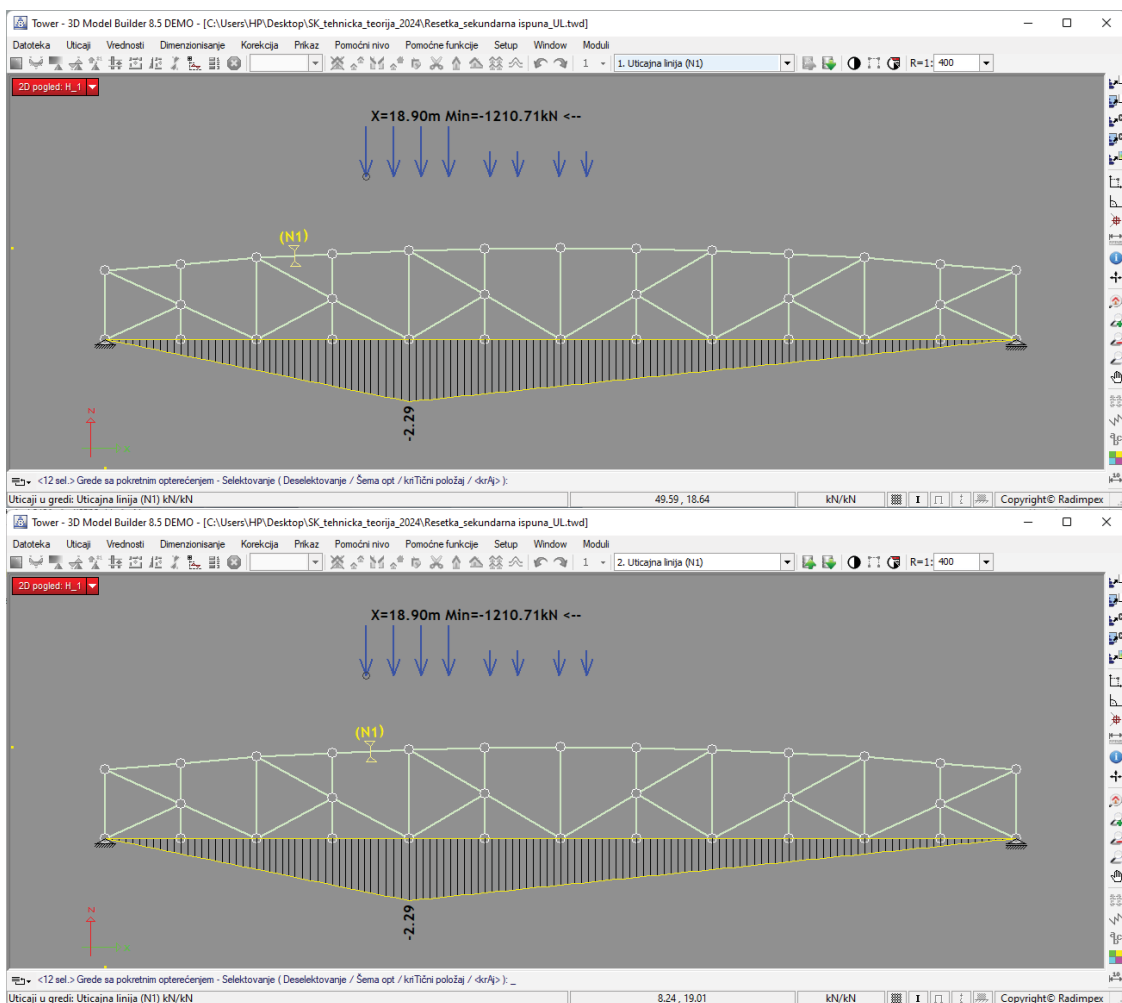 Tower - 3D Model Builder 8.5 DEMO - [C:\Users\HP\Desktop\SK_tehnicka_teorija_2024\Resetka_sekundarna ispuna_UL.twd]
Datoteka Uticaji Vrednosti Dimenzionisanje Korekcija Prikaz Pomoćni nivo Pomoćne funkcije Setup Window Moduli
1 1. Uticajna linija (N1) R=1: 400
2D pogled: H_1
X=18.90m Min=-1210.71kN <--
(N1)
-2.29
N
<12 sel.> Grede sa pokretnim opterećenjem - Selektovanje ( Deselektovanje / Šema opt / kriTični položaj / <krAj> ):
Uticaji u gredi: Uticajna linija (N1) kN/kN 49.59 , 18.64 kN/kN Copyright© Radimpex
Tower - 3D Model Builder 8.5 DEMO - [C:\Users\HP\Desktop\SK_tehnicka_teorija_2024\Resetka_sekundarna ispuna_UL.twd]
Datoteka Uticaji Vrednosti Dimenzionisanje Korekcija Prikaz Pomoćni nivo Pomoćne funkcije Setup Window Moduli
1 2. Uticajna linija (N1) R=1: 400
2D pogled: H_1
X=18.90m Min=-1210.71kN <--
(N1)
-2.29
N
<12 sel.> Grede sa pokretnim opterećenjem - Selektovanje ( Deselektovanje / Šema opt / kriTični položaj / <krAj> ): _
Uticaji u gredi: Uticajna linija (N1) kN/kN 8.24 , 19.01 kN/kN Copyright© Radimpex